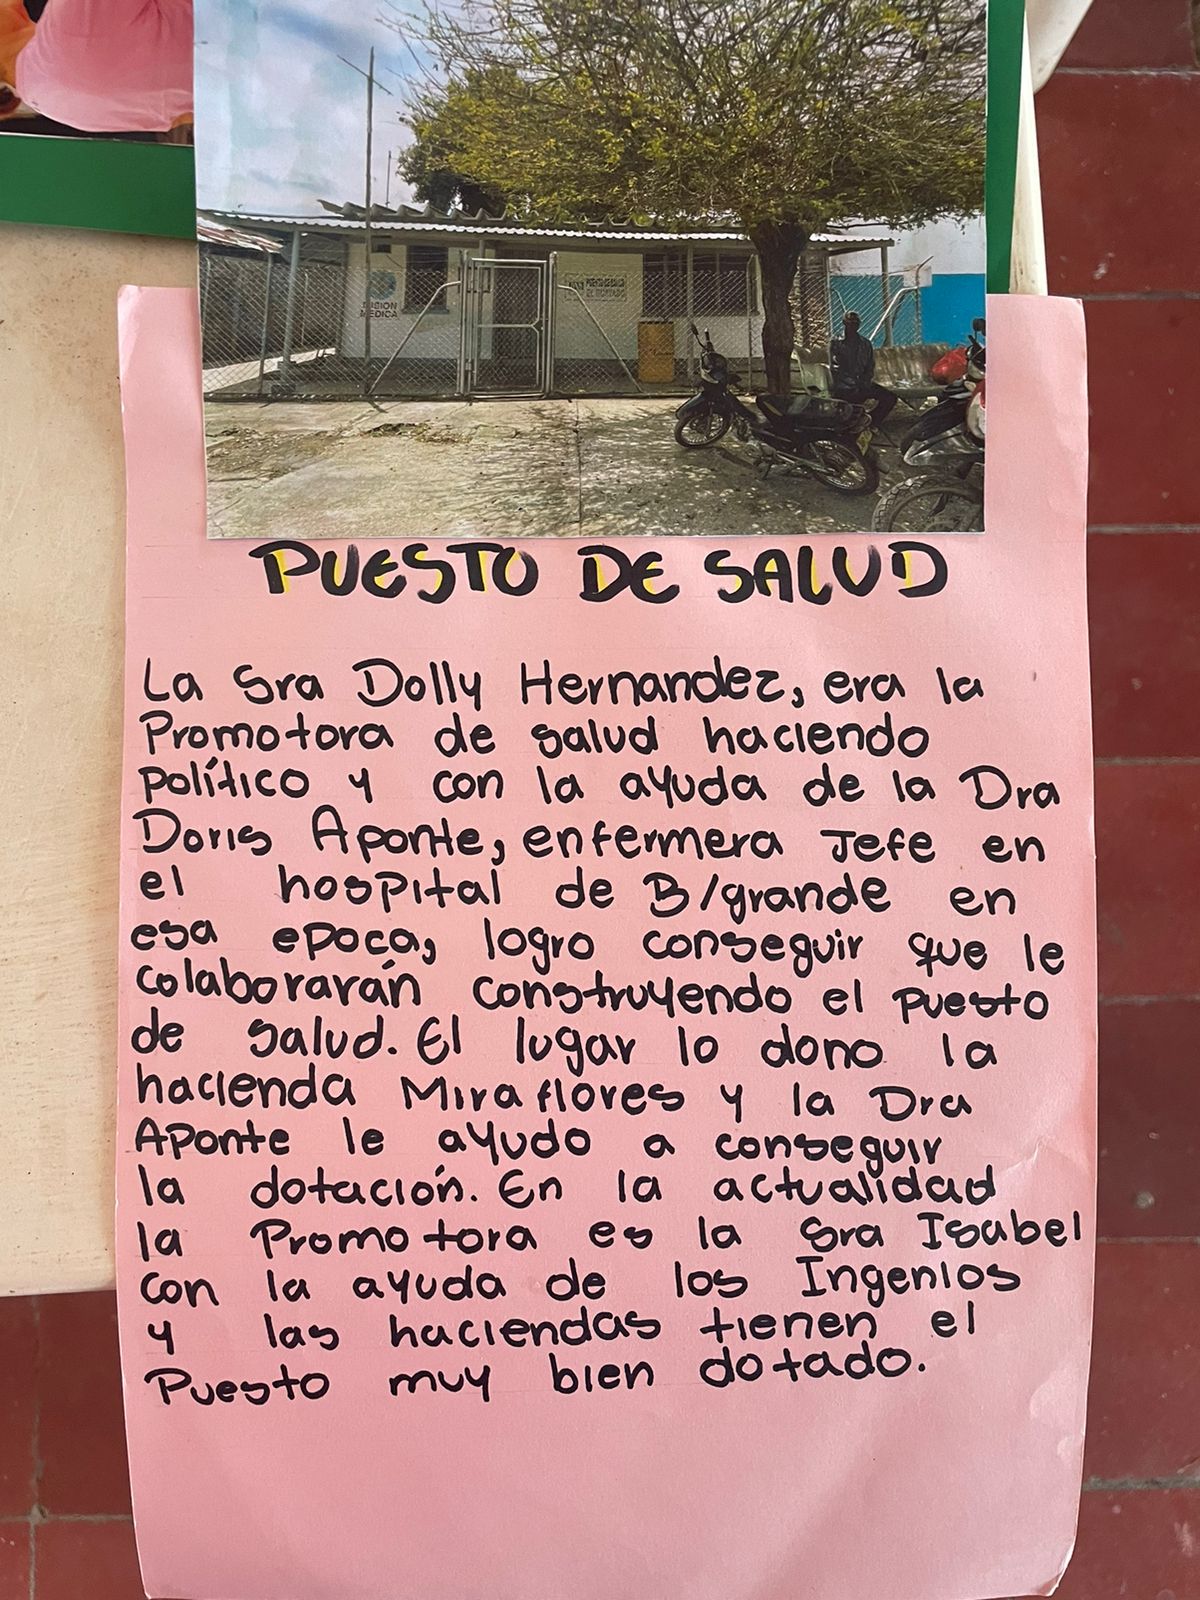 MISION
MEDICA
PUESTO DE SALUD
PUESTO DE SALUD
La Sra Dolly Hernandez, era la
Promotora de salud haciendo
político y con la ayuda de la Dra
Doris Aponte, enfermera Jefe en
el hospital de B/grande en
esa epoca, logro conseguir que le
colaborarán construyendo el puesto
de salud. El lugar lo dono la
hacienda Miraflores y la Dra
Aponte le ayudo a conseguir
la dotación. En la actualidad
la Promotora es la Sra Isabel
con la ayuda de los Ingenios
y las haciendas tienen el
Puesto muy bien dotado.